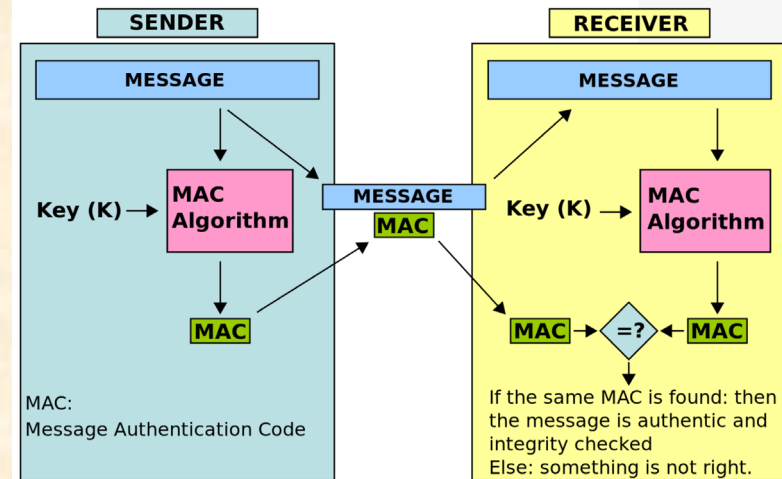 SENDER
MESSAGE
Key (K)
MAC
Algorithm
MAC
MAC:
Message Authentication Code
MESSAGE
MAC
RECEIVER
MESSAGE
Key (K)
MAC
Algorithm
MAC
=?
MAC
If the same MAC is found: then
the message is authentic and
integrity checked
Else: something is not right.